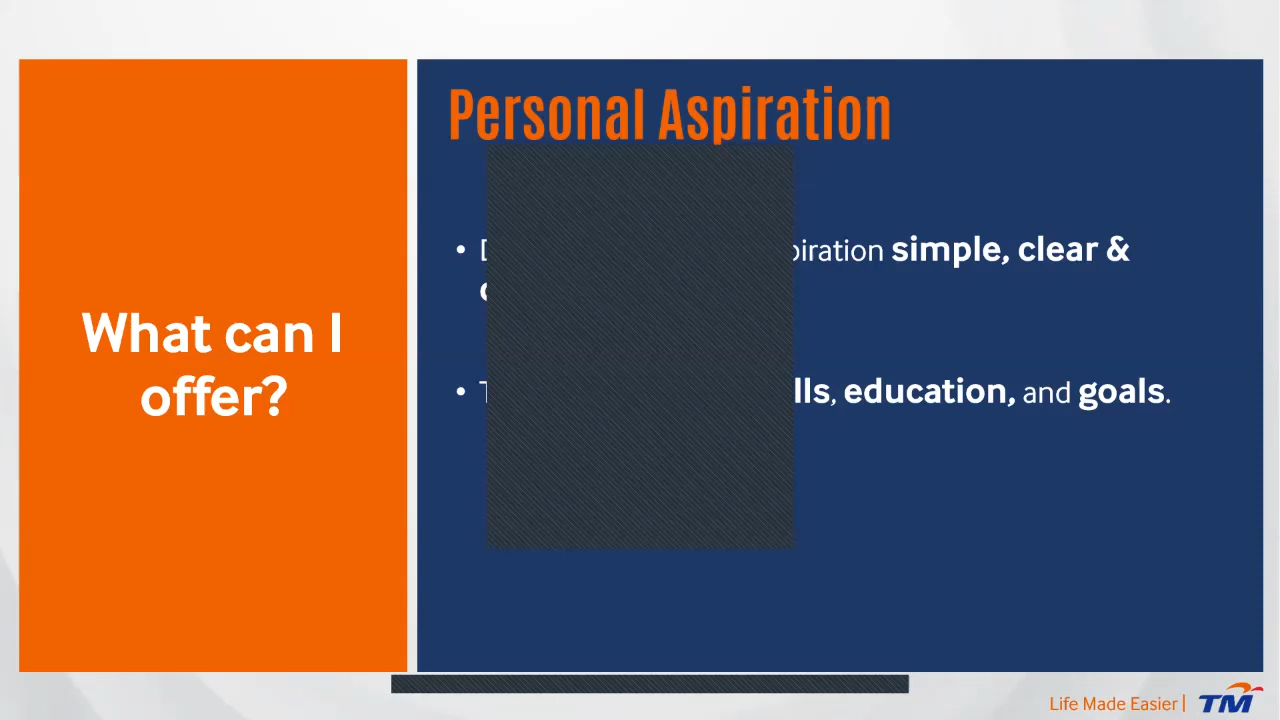 What can I
offer?
Personal Aspiration
piration simple, clear &
lls, education, and goals.
Life Made Easier |
TM